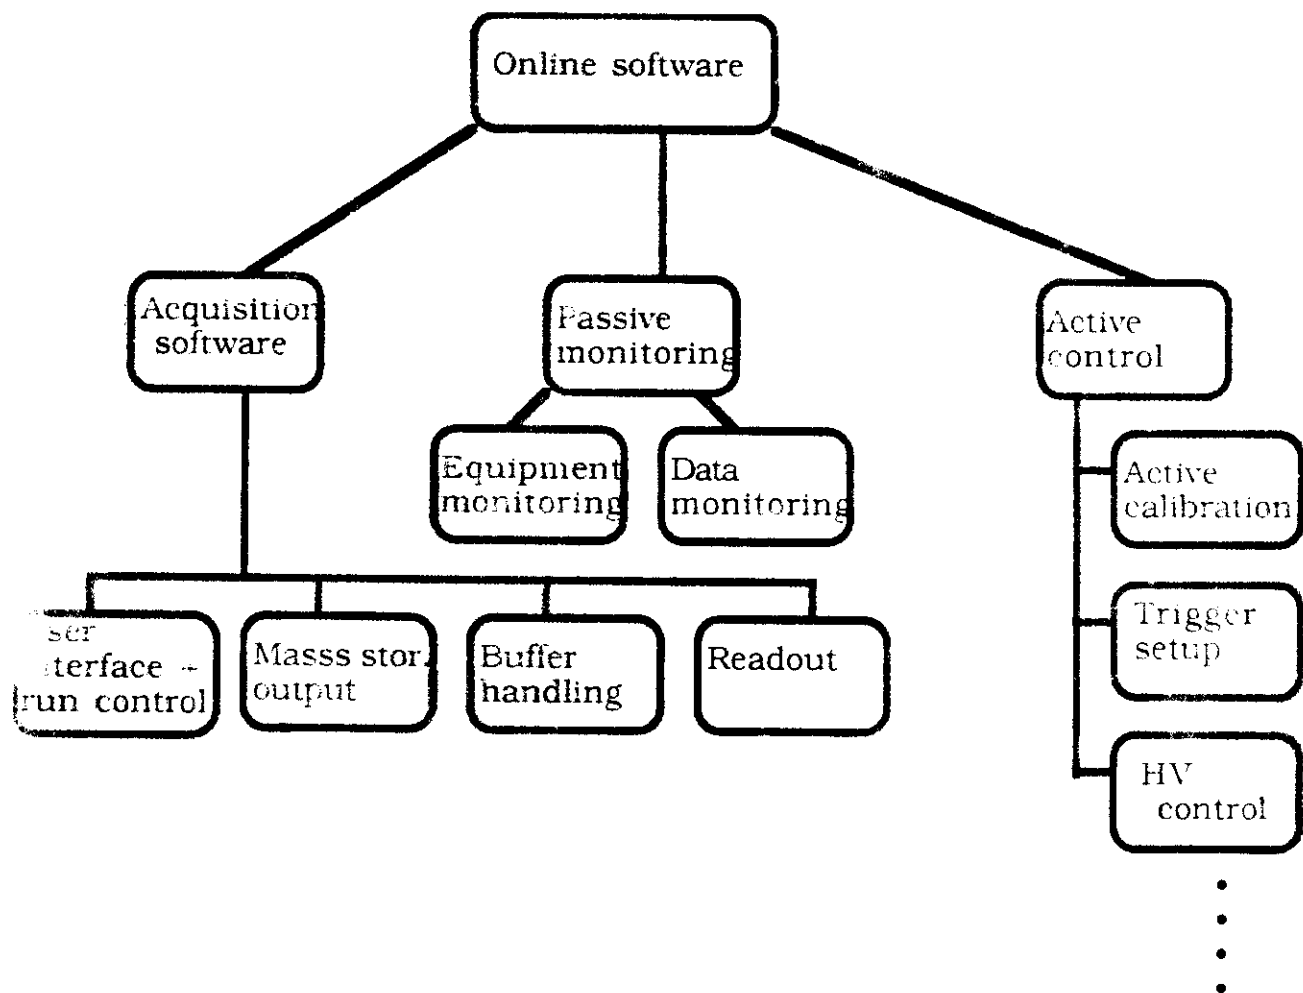 Online software
Acquisition
software
Passive
monitoring
Active
control
Equipment
monitoring
Data
monitoring
Active
calibration
Trigger
setup
HV
control
ser
terface +
run control
Masss stor.
output
Buffer
handling
Readout